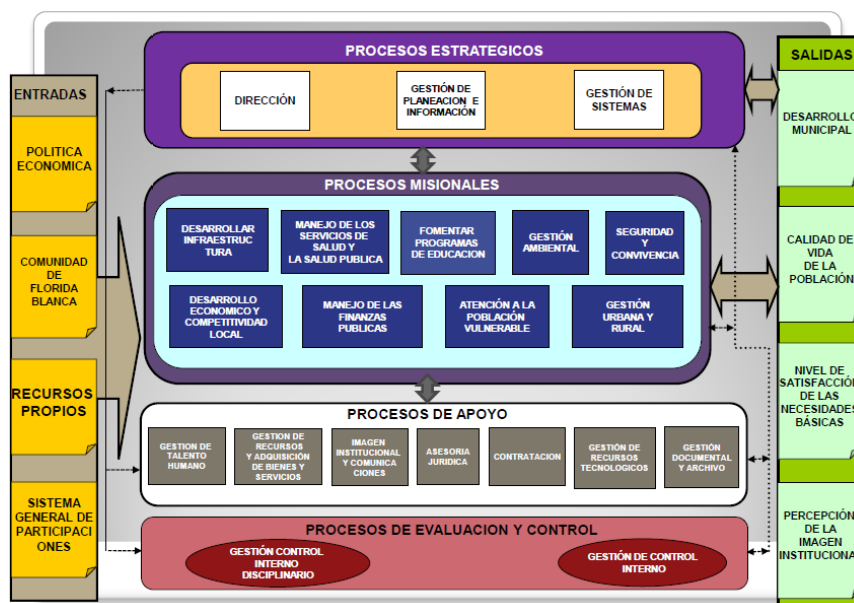 PROCESOS ESTRATEGICOS
DIRECCIÓN
GESTIÓN DE
PLANEACION E
INFORMACIÓN
GESTIÓN DE
SISTEMAS
ENTRADAS
POLITICA
ECONOMICA
COMUNIDAD
DE
FLORIDA
BLANCA
RECURSOS
PROPIOS
SISTEMA
GENERAL DE
PARTICIPACI
ONES
PROCESOS MISIONALES
DESARROLLAR
INFRAESTRUC
TURA
MANEJO DE LOS
SERVICIOS DE
SALUD Y
LA SALUD PUBLICA
FOMENTAR
PROGRAMAS
DE EDUCACION
GESTIÓN
AMBIENTAL
SEGURIDAD
Y
CONVIVENCIA
DESARROLLO
ECONOMICO Y
COMPETITIVIDAD
LOCAL
MANEJO DE LAS
FINANZAS
PUBLICAS
ATENCIÓN A LA
POBLACIÓN
VULNERABLE
GESTIÓN
URBANA Y
RURAL
PROCESOS DE APOYO
GESTION DE
TALENTO
HUMANO
GESTION DE
RECURSOS
Y ADQUISICIÓN
DE BIENES Y
SERVICIOS
IMAGEN
INSTITUCIONAL
Y COMUNICA
CIONES
ASESORIA
JURIDICA
CONTRATACION
GESTIÓN DE
RECURSOS
TECNOLOGICOS
GESTIÓN
DOCUMENTAL
Y ARCHIVO
PROCESOS DE EVALUACION Y CONTROL
GESTIÓN CONTROL
INTERNO
DISCIPLINARIO
GESTIÓN DE CONTROL
INTERNO
SALIDAS
DESARROLLO
MUNICIPAL
CALIDAD DE
VIDA
DE LA
POBLACIÓN
NIVEL DE
SATISFACCIÓN
DE LAS
NECESIDADES
BÁSICAS
PERCEPCIÓN
DE LA
IMAGEN
INSTITUCIONAL